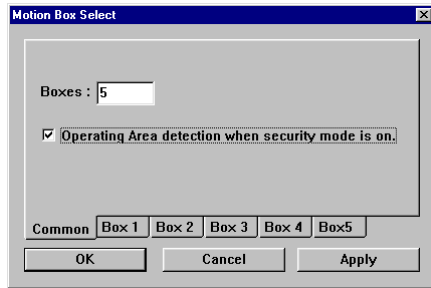 Motion Box Select
Boxes : 5
Operating Area detection when security mode is on.
Common Box 1 Box 2 Box 3 Box 4 Box5
OK Cancel Apply